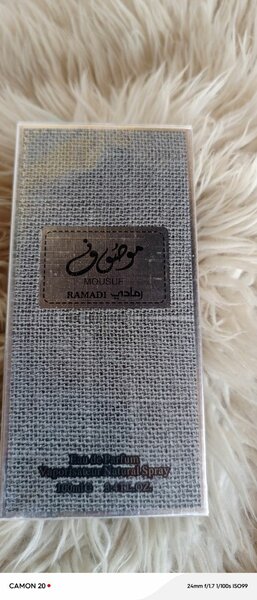 موصوف
MOUSUF
RAMADI رمادي
Eau de Parfum
Vaporisateur Natural Spray
100ml℮ 3.4 FL.OZ.
CAMON 20
24mm f/1.7 1/100s ISO99